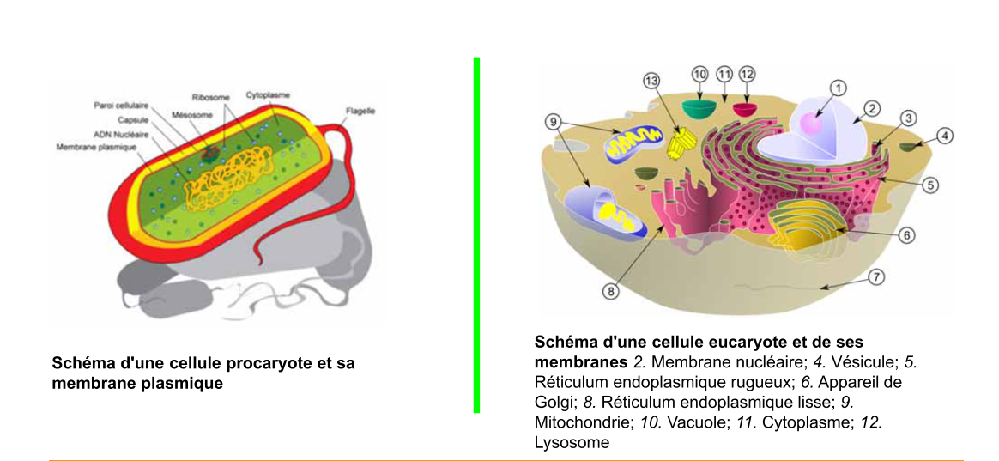 Ribosome
Cytoplasme
Paroi cellulaire
Mésosome
Flagelle
Capsule
ADN Nucléaire
Membrane plasmique
Schéma d'une cellule procaryote et sa
membrane plasmique
10
11
12
13
1
2
9
3
4
5
6
7
8
Schéma d'une cellule eucaryote et de ses
membranes 2. Membrane nucléaire; 4. Vésicule; 5.
Réticulum endoplasmique rugueux; 6. Appareil de
Golgi; 8. Réticulum endoplasmique lisse; 9.
Mitochondrie; 10. Vacuole; 11. Cytoplasme; 12.
Lysosome